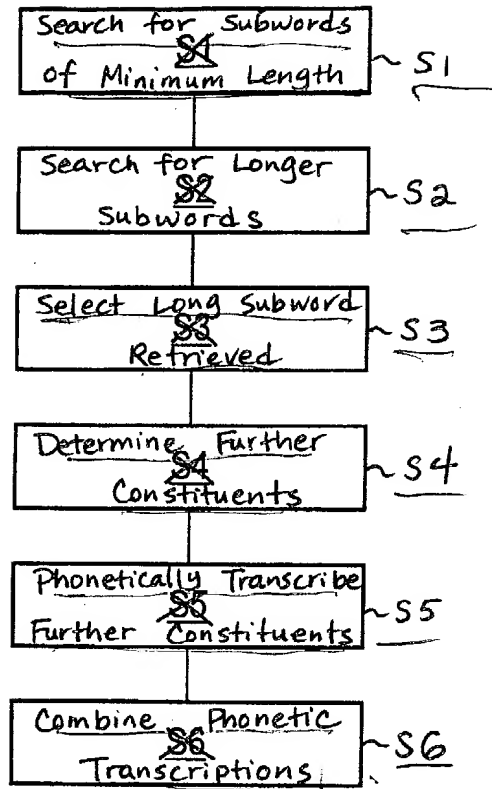 Search for Subwords
S1
of Minimum Length
~ S1
Search for Longer
S2
Subwords
~ S2
Select Long Subword
S3
Retrieved
~ S3
Determine Further
S4
Constituents
~ S4
Phonetically Transcribe
S5
Further Constituents
~ S5
Combine Phonetic
S6
Transcriptions
~ S6